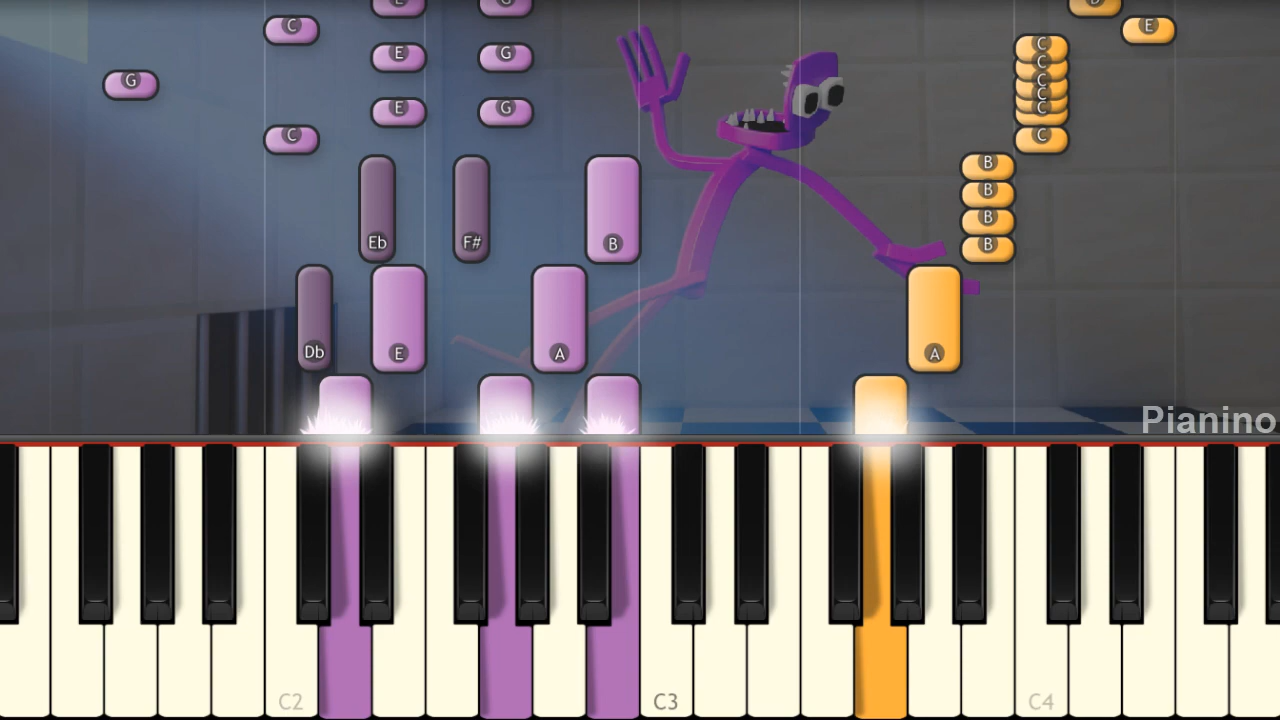 E G D
C E
E G C
G C
C
E G C
C C
B
B
Eb F# B B
B
Db E A A
Pianino
C2 C3 C4